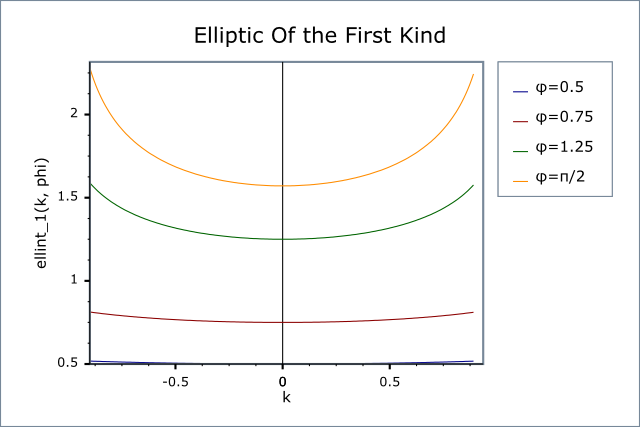 Elliptic Of the First Kind
φ=0.5
φ=0.75
φ=1.25
φ=π/2
ellint_1(k, phi)
2
1.5
1
0.5
-0.5
0
0.5
k